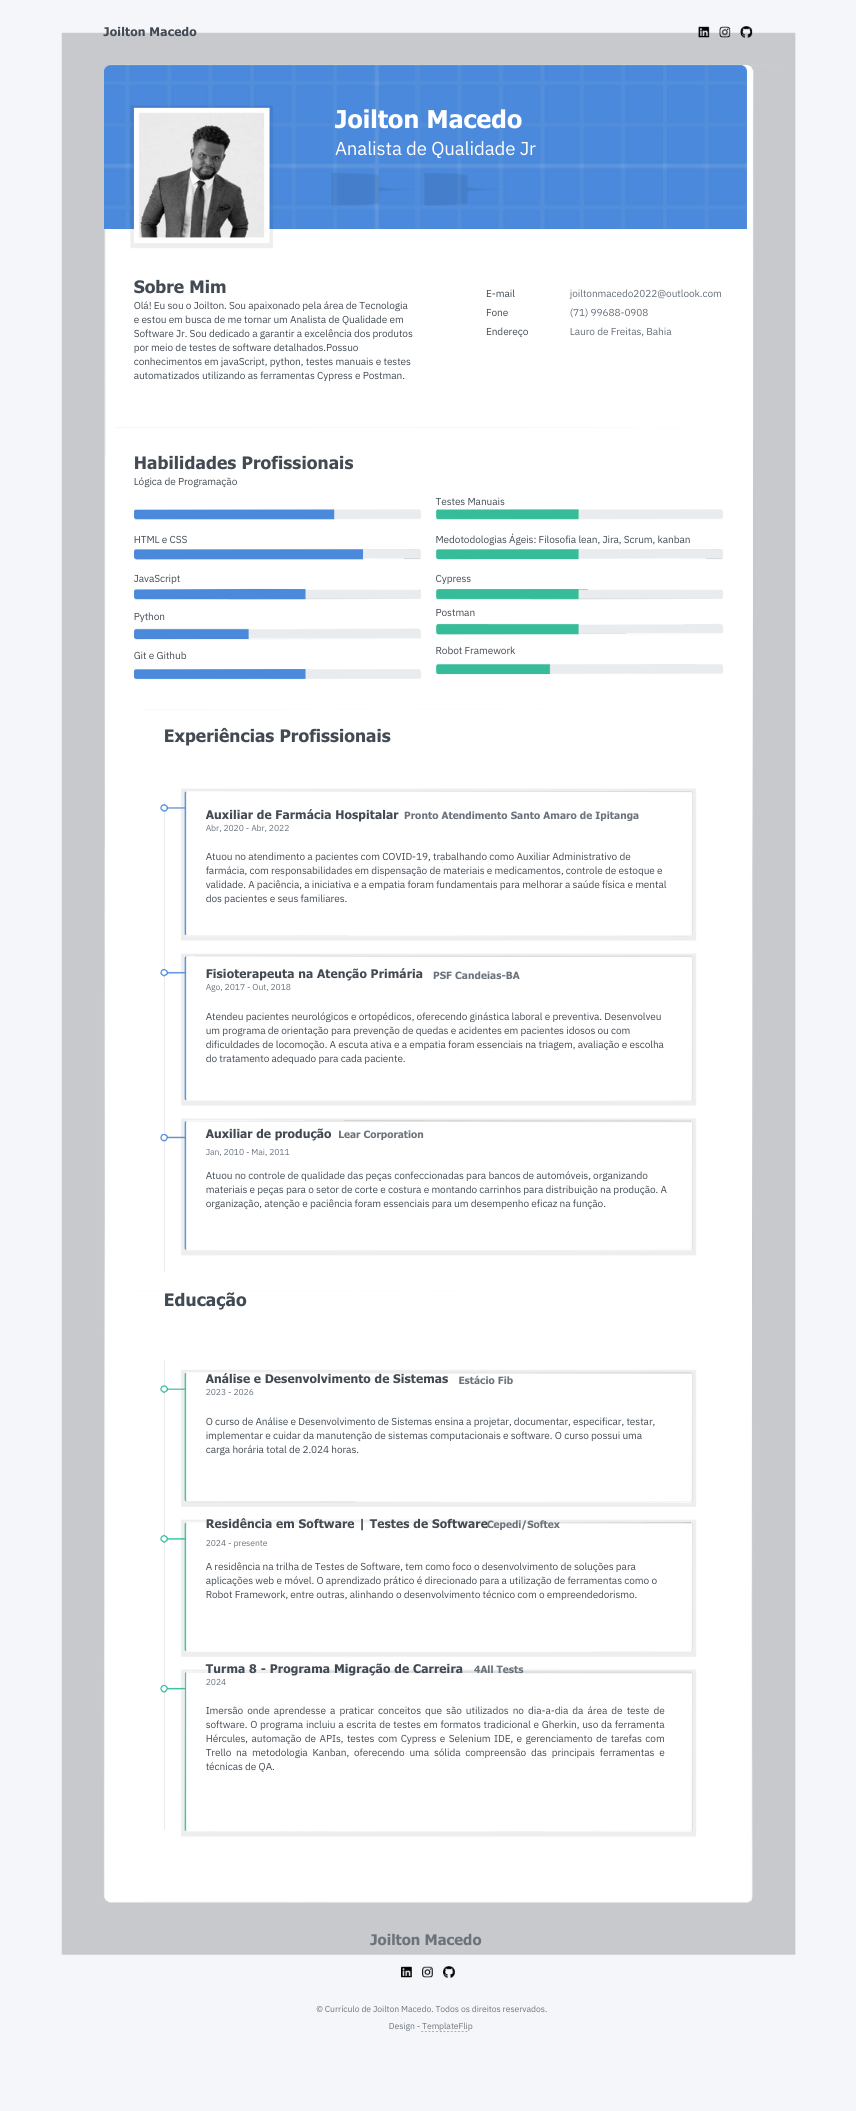 Joilton Macedo
Joilton Macedo
Analista de Qualidade Jr
Sobre Mim
Olá! Eu sou o Joilton. Sou apaixonado pela área de Tecnologia
e estou em busca de me tornar um Analista de Qualidade em
Software Jr. Sou dedicado a garantir a excelência dos produtos
por meio de testes de software detalhados.Possuo
conhecimentos em javaScript, python, testes manuais e testes
automatizados utilizando as ferramentas Cypress e Postman.
E-mail joiltonmacedo2022@outlook.com
Fone (71) 99688-0908
Endereço Lauro de Freitas, Bahia
Habilidades Profissionais
Lógica de Programação
HTML e CSS
JavaScript
Python
Git e Github
Testes Manuais
Medotodologias Ágeis: Filosofia lean, Jira, Scrum, kanban
Cypress
Postman
Robot Framework
Experiências Profissionais
Auxiliar de Farmácia Hospitalar Pronto Atendimento Santo Amaro de Ipitanga
Abr, 2020 - Abr, 2022
Atuou no atendimento a pacientes com COVID-19, trabalhando como Auxiliar Administrativo de
farmácia, com responsabilidades em dispensação de materiais e medicamentos, controle de estoque e
validade. A paciência, a iniciativa e a empatia foram fundamentais para melhorar a saúde física e mental
dos pacientes e seus familiares.
Fisioterapeuta na Atenção Primária PSF Candeias-BA
Ago, 2017 - Out, 2018
Atendeu pacientes neurológicos e ortopédicos, oferecendo ginástica laboral e preventiva. Desenvolveu
um programa de orientação para prevenção de quedas e acidentes em pacientes idosos ou com
dificuldades de locomoção. A escuta ativa e a empatia foram essenciais na triagem, avaliação e escolha
do tratamento adequado para cada paciente.
Auxiliar de produção Lear Corporation
Jan, 2010 - Mai, 2011
Atuou no controle de qualidade das peças confeccionadas para bancos de automóveis, organizando
materiais e peças para o setor de corte e costura e montando carrinhos para distribuição na produção. A
organização, atenção e paciência foram essenciais para um desempenho eficaz na função.
Educação
Análise e Desenvolvimento de Sistemas Estácio Fib
2023 - 2026
O curso de Análise e Desenvolvimento de Sistemas ensina a projetar, documentar, especificar, testar,
implementar e cuidar da manutenção de sistemas computacionais e software. O curso possui uma
carga horária total de 2.024 horas.
Residência em Software | Testes de SoftwareCepedi/Softex
2024 - presente
A residência na trilha de Testes de Software, tem como foco o desenvolvimento de soluções para
aplicações web e móvel. O aprendizado prático é direcionado para a utilização de ferramentas como o
Robot Framework, entre outras, alinhando o desenvolvimento técnico com o empreendedorismo.
Turma 8 - Programa Migração de Carreira 4All Tests
2024
Imersão onde aprendesse a praticar conceitos que são utilizados no dia-a-dia da área de teste de
software. O programa incluiu a escrita de testes em formatos tradicional e Gherkin, uso da ferramenta
Hércules, automação de APIs, testes com Cypress e Selenium IDE, e gerenciamento de tarefas com
Trello na metodologia Kanban, oferecendo uma sólida compreensão das principais ferramentas e
técnicas de QA.
Joilton Macedo
© Currículo de Joilton Macedo. Todos os direitos reservados.
Design - TemplateFlip